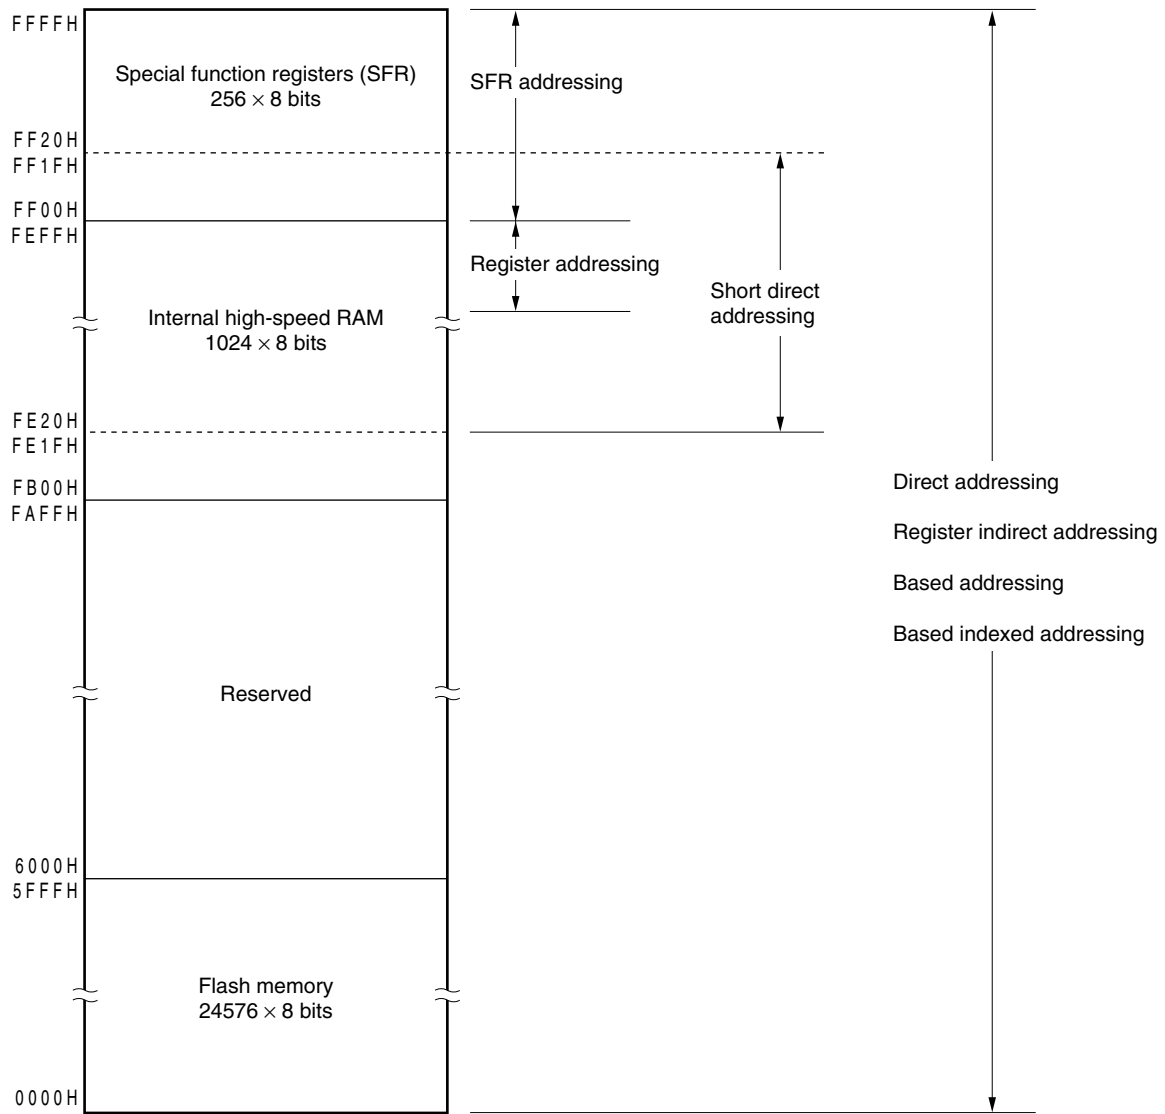 FFFFH
Special function registers (SFR)
256 × 8 bits
SFR addressing
FF20H
FF1FH
FF00H
FEFFH
Register addressing
Short direct
addressing
Internal high-speed RAM
1024 × 8 bits
FE20H
FE1FH
FB00H
FAFFH
Direct addressing
Register indirect addressing
Based addressing
Based indexed addressing
Reserved
6000H
5FFFH
Flash memory
24576 × 8 bits
0000H